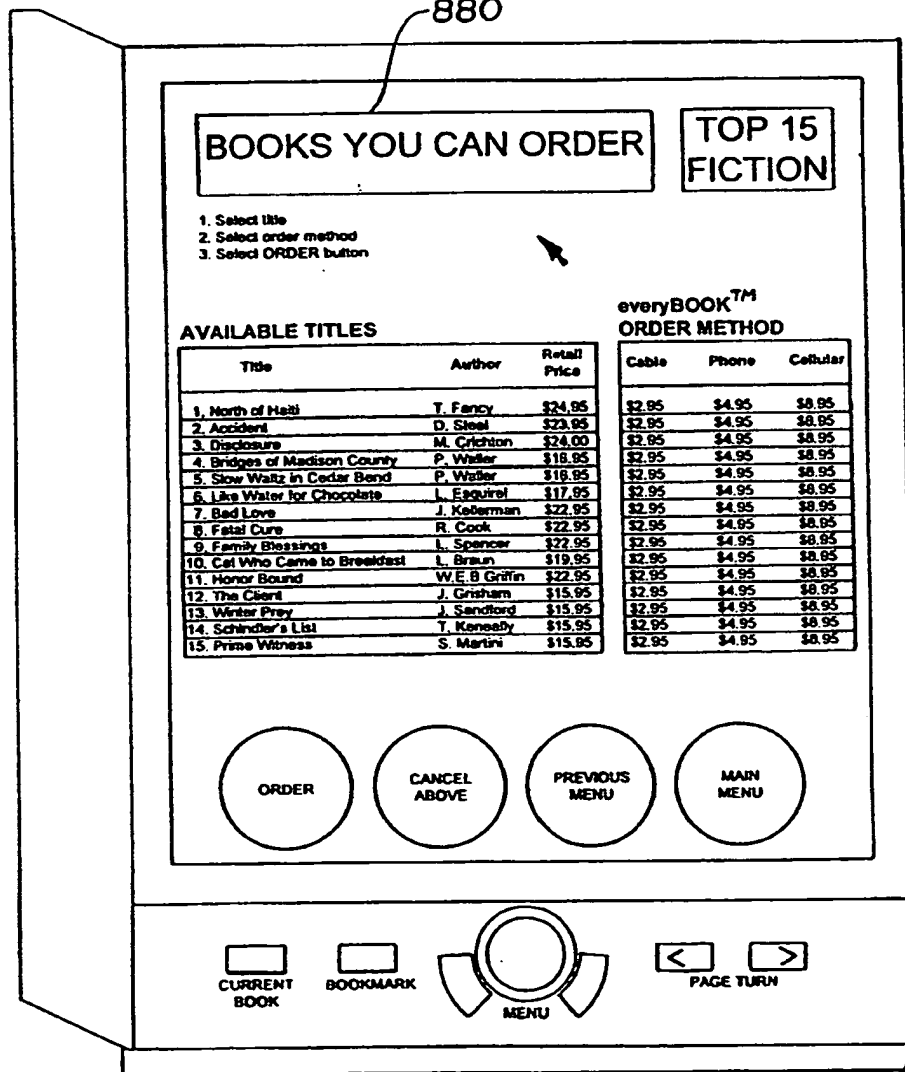 880
BOOKS YOU CAN ORDER
TOP 15
FICTION
1. Select title
2. Select order method
3. Select ORDER button
AVAILABLE TITLES
everyBOOK™
ORDER METHOD
Title Author Retail Price Cable Phone Cellular
1. North of Haiti T. Fancy $24.95 $2.95 $4.95 $8.95
2. Accident D. Steel $23.95 $2.95 $4.95 $8.95
3. Disclosure M. Crichton $24.00 $2.95 $4.95 $8.95
4. Bridges of Madison County P. Waller $16.95 $2.95 $4.95 $8.95
5. Slow Waltz in Cedar Bend P. Waller $16.95 $2.95 $4.95 $8.95
6. Like Water for Chocolate L. Esquirel $17.95 $2.95 $4.95 $8.95
7. Bad Love J. Kellerman $22.95 $2.95 $4.95 $8.95
8. Fatal Cure R. Cook $22.95 $2.95 $4.95 $8.95
9. Family Blessings L. Spencer $22.95 $2.95 $4.95 $8.95
10. Cat Who Came to Breakfast L. Braun $19.95 $2.95 $4.95 $8.95
11. Honor Bound W.E.B Griffin $22.95 $2.95 $4.95 $8.95
12. The Client J. Grisham $15.95 $2.95 $4.95 $8.95
13. Winter Prey J. Sandford $15.95 $2.95 $4.95 $8.95
14. Schindler's List T. Keneally $15.95 $2.95 $4.95 $8.95
15. Prime Witness S. Martini $15.95 $2.95 $4.95 $8.95
ORDER
CANCEL
ABOVE
PREVIOUS
MENU
MAIN
MENU
CURRENT
BOOK
BOOKMARK
MENU
< >
PAGE TURN